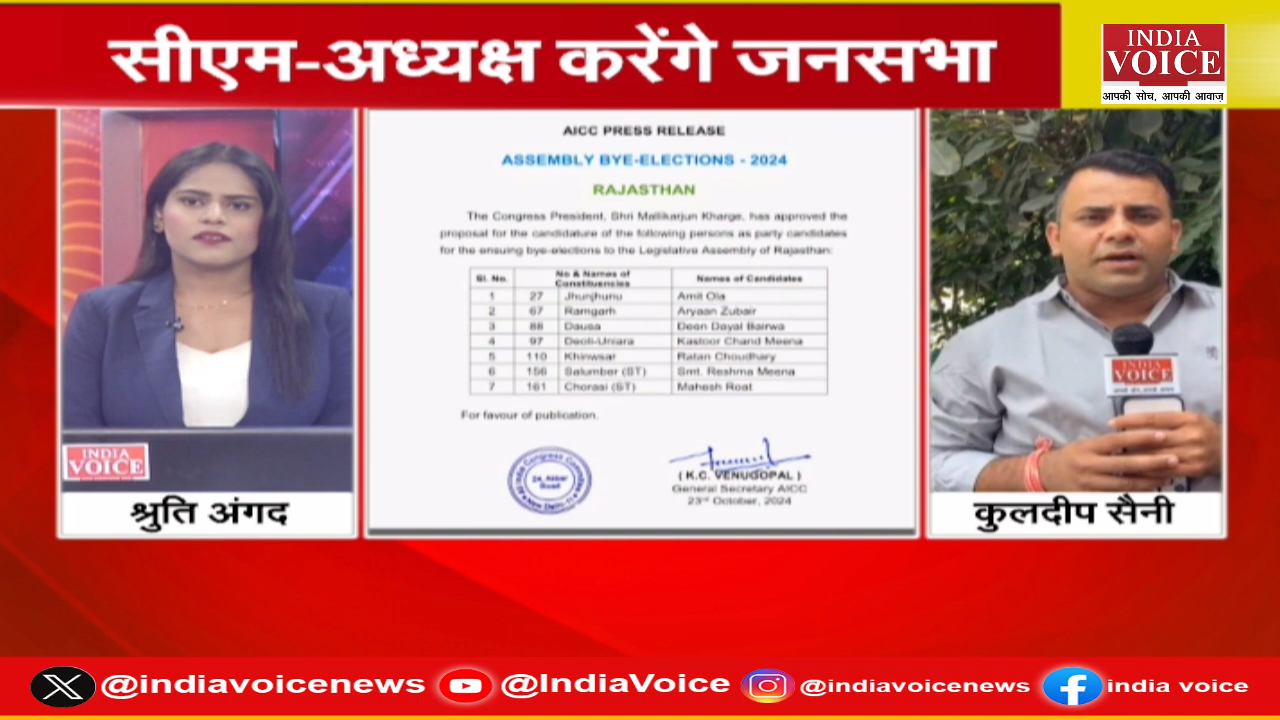 सीएम-अध्यक्ष करेंगे जनसभा
INDIA
VOICE
आपकी सोच, आपकी आवाज़
AICC PRESS RELEASE
ASSEMBLY BYE-ELECTIONS - 2024
RAJASTHAN
The Congress President, Shri Mallikarjun Kharge, has approved the
proposal for the candidature of the following persons as party candidates
for the ensuing bye-elections to the Legislative Assembly of Rajasthan:
Sl. No. No & Names of Constituencies Names of Candidates
1 27 Jhunjhunu Amit Ola
2 67 Ramgarh Aryaan Zubair
3 88 Dausa Deen Dayal Bairwa
4 97 Deoli-Uniara Kastoor Chand Meena
5 110 Khinwsar Ratan Choudhary
6 156 Salumber (ST) Smt. Reshma Meena
7 161 Chorasi (ST) Mahesh Roat
For favour of publication.
24, Akbar
Road
( K.C. VENUGOPAL )
General Secretary AICC
23rd October, 2024
INDIA
VOICE
INDIA
VOICE
श्रुति अंगद
कुलदीप सैनी
@indiavoicenews @IndiaVoice @indiavoicenews india voice